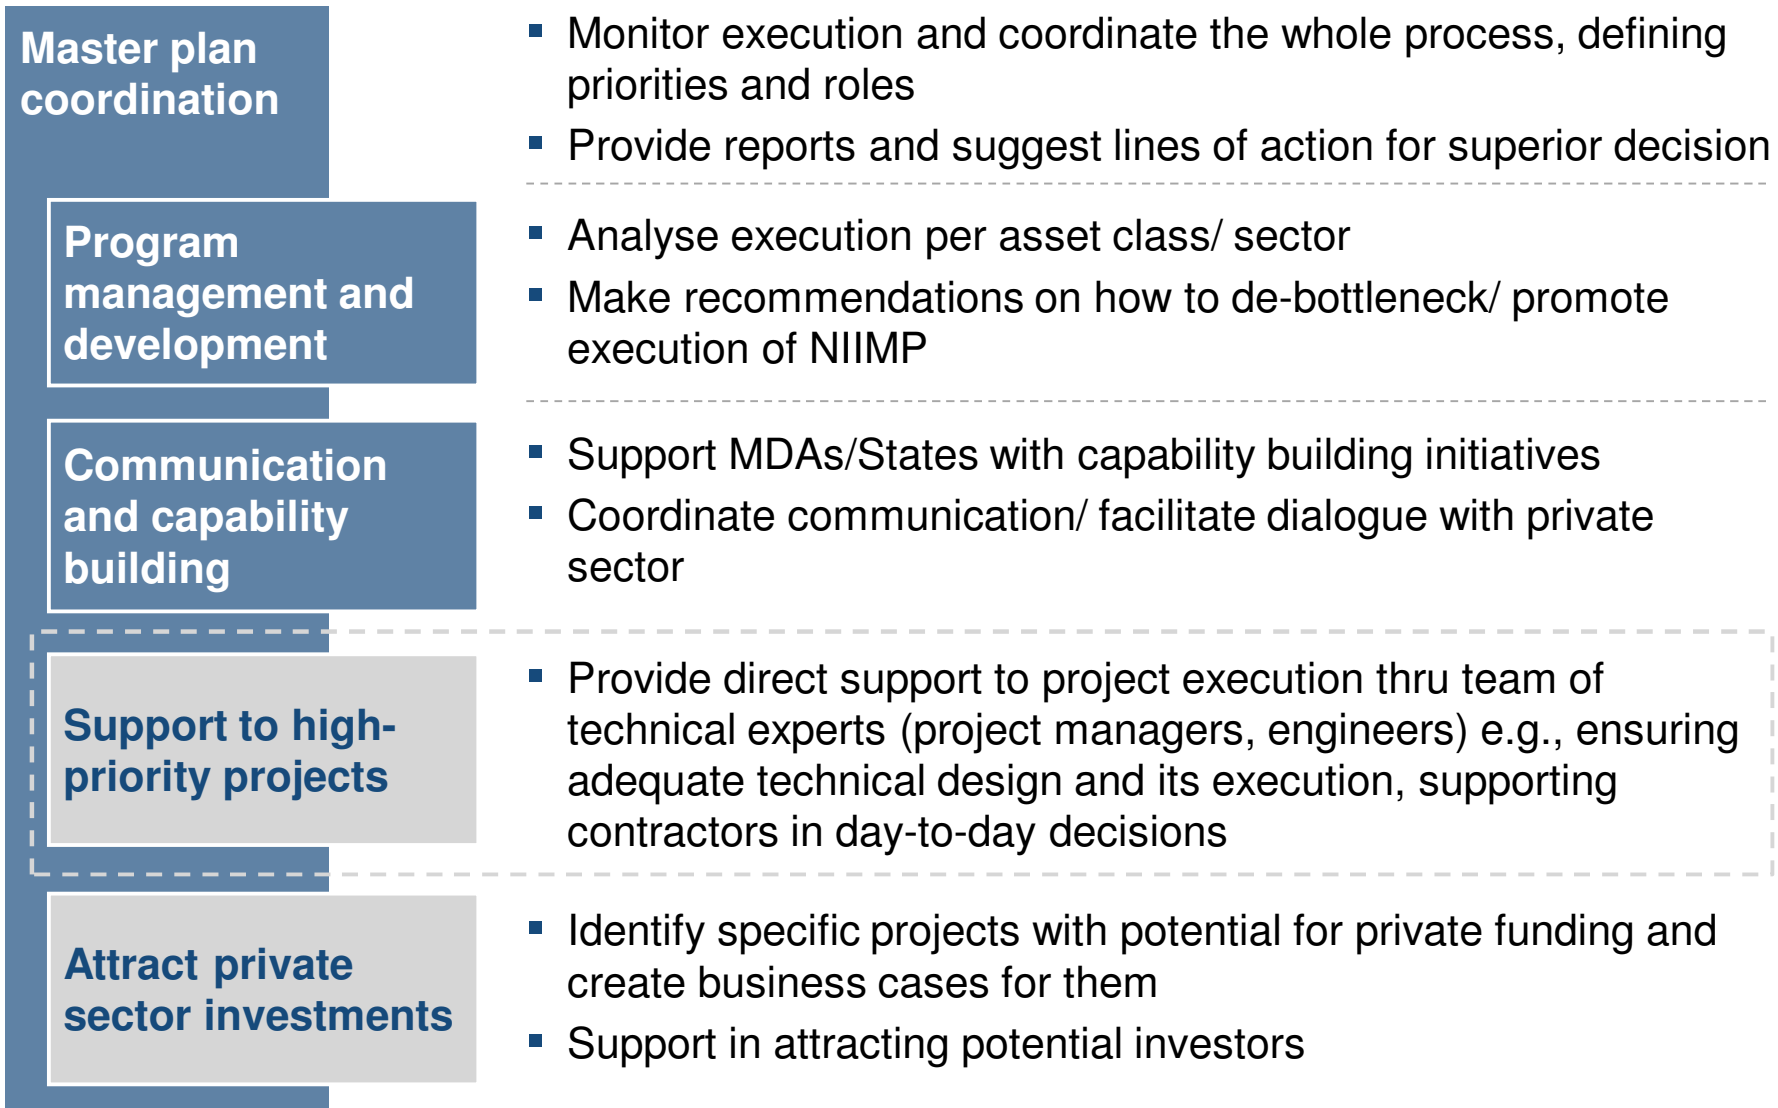 Master plan
coordination
▪ Monitor execution and coordinate the whole process, defining
priorities and roles
▪ Provide reports and suggest lines of action for superior decision
Program
management and
development
▪ Analyse execution per asset class/ sector
▪ Make recommendations on how to de-bottleneck/ promote
execution of NIIMP
Communication
and capability
building
▪ Support MDAs/States with capability building initiatives
▪ Coordinate communication/ facilitate dialogue with private
sector
Support to high-
priority projects
▪ Provide direct support to project execution thru team of
technical experts (project managers, engineers) e.g., ensuring
adequate technical design and its execution, supporting
contractors in day-to-day decisions
Attract private
sector investments
▪ Identify specific projects with potential for private funding and
create business cases for them
▪ Support in attracting potential investors